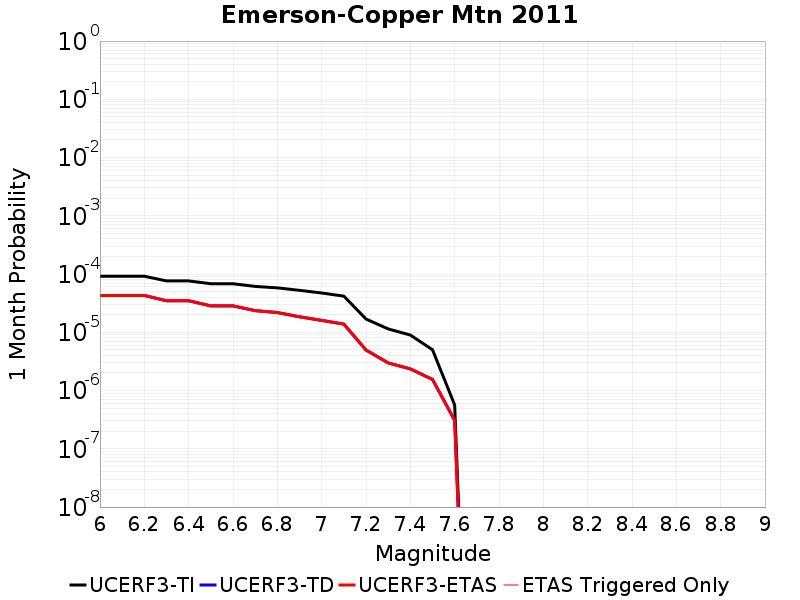 Emerson-Copper Mtn 2011
1 Month Probability
10^0
10^-1
10^-2
10^-3
10^-4
10^-5
10^-6
10^-7
10^-8
6 6.2 6.4 6.6 6.8 7 7.2 7.4 7.6 7.8 8 8.2 8.4 8.6 8.8 9
Magnitude
UCERF3-TI UCERF3-TD UCERF3-ETAS ETAS Triggered Only